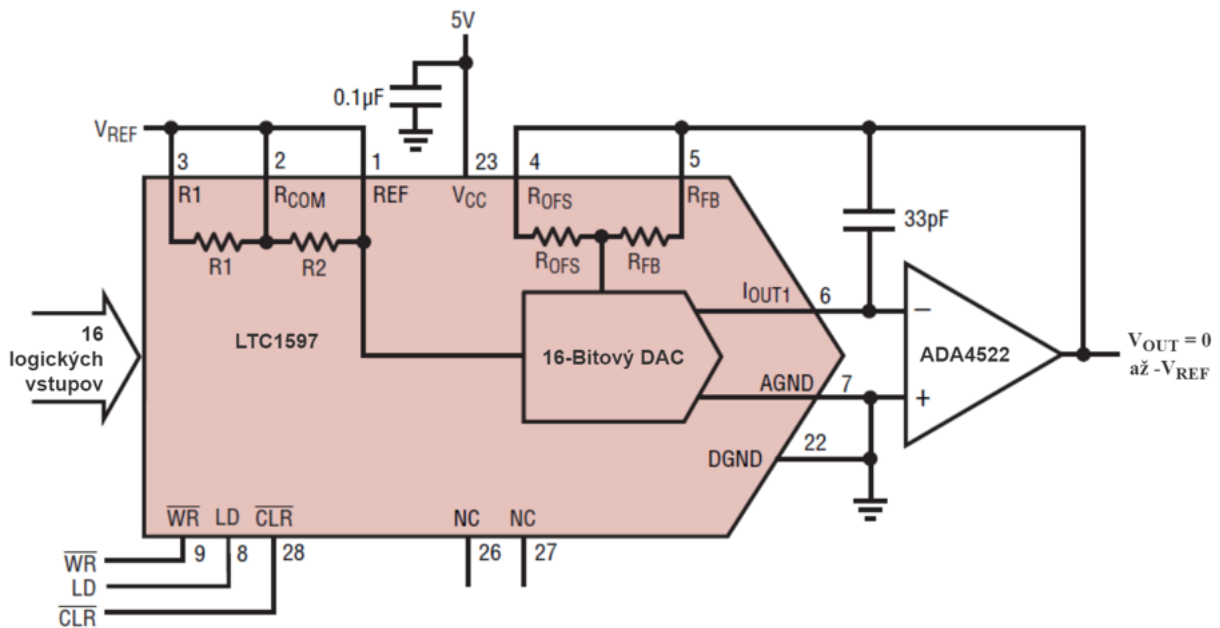 5V
0.1µF
VREF
3
2
1
23
4
5
R1
RCOM
REF
VCC
ROFS
RFB
33pF
R1
R2
ROFS
RFB
IOUT1
6
16
logických
vstupov
LTC1597
16-Bitový DAC
ADA4522
VOUT = 0
až -VREF
AGND
7
DGND
22
WR
LD
CLR
NC
NC
9
8
28
26
27
WR
LD
CLR